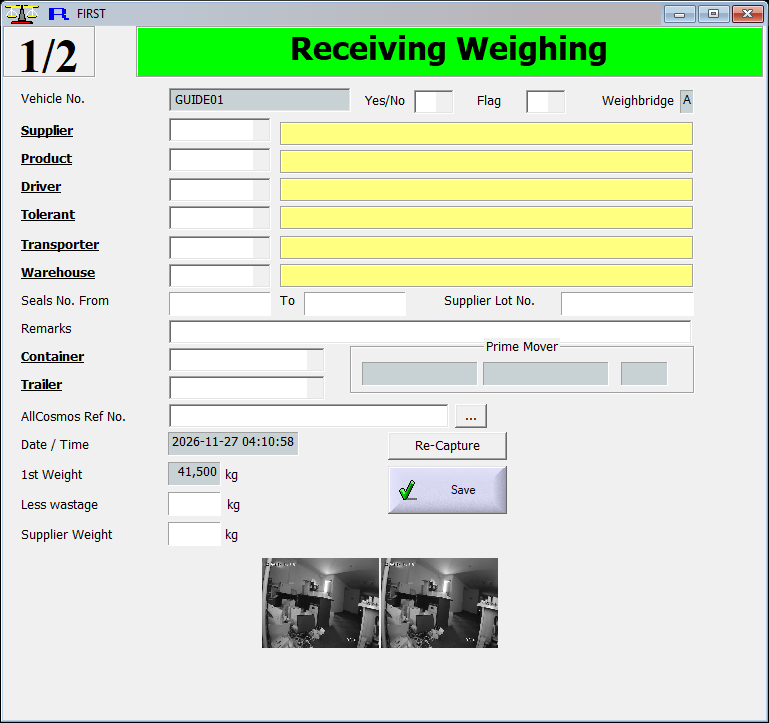 FIRST
1/2
Receiving Weighing
Vehicle No. GUIDE01 Yes/No Flag Weighbridge A
Supplier
Product
Driver
Tolerant
Transporter
Warehouse
Seals No. From To Supplier Lot No.
Remarks
Prime Mover
Container
Trailer
AllCosmos Ref No. ...
Date / Time 2026-11-27 04:10:58 Re-Capture
1st Weight 41,500 kg Save
Less wastage kg
Supplier Weight kg